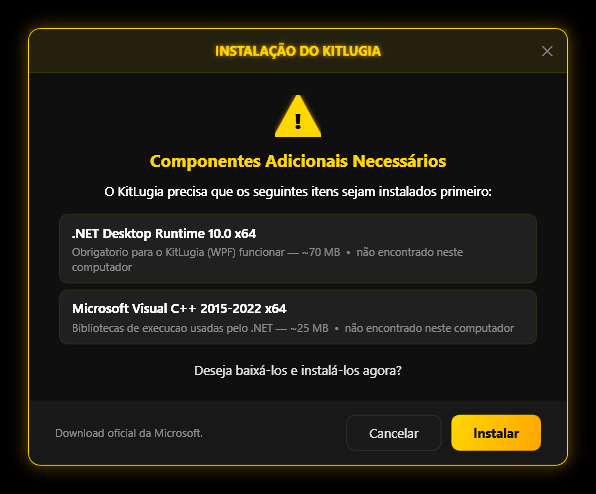 INSTALAÇÃO DO KITLUGIA
Componentes Adicionais Necessários
O KitLugia precisa que os seguintes itens sejam instalados primeiro:
.NET Desktop Runtime 10.0 x64
Obrigatorio para o KitLugia (WPF) funcionar — ~70 MB • não encontrado neste
computador
Microsoft Visual C++ 2015-2022 x64
Bibliotecas de execucao usadas pelo .NET — ~25 MB • não encontrado neste computador
Deseja baixá-los e instalá-los agora?
Download oficial da Microsoft.
Cancelar
Instalar